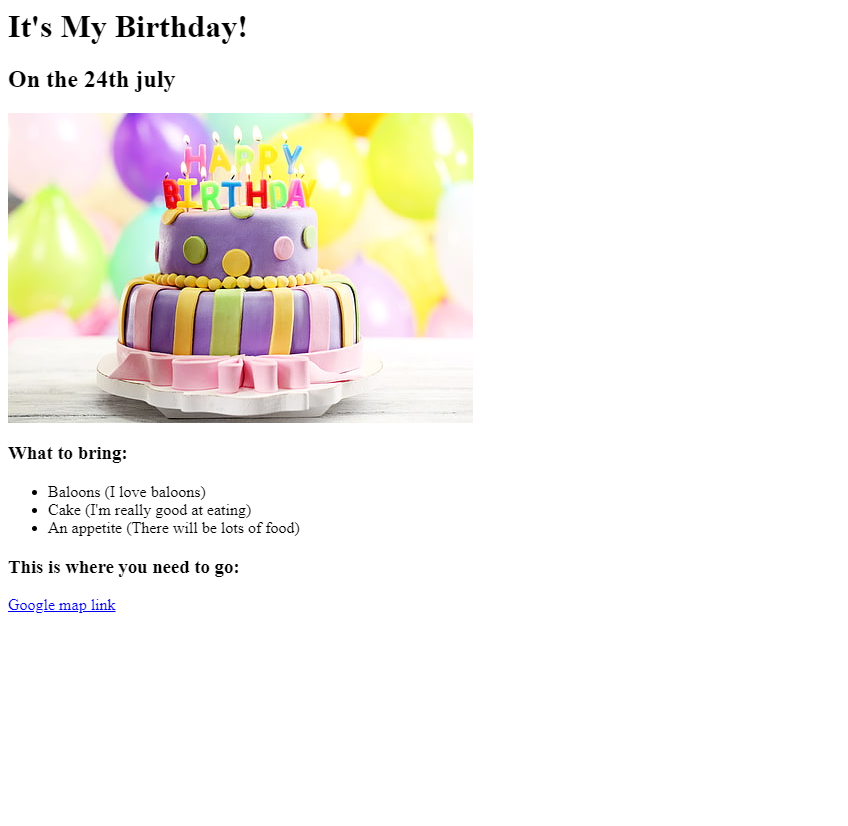 It's My Birthday!
On the 24th july
HAPPY
BIRTHDAY
What to bring:
Baloons (I love baloons)
Cake (I'm really good at eating)
An appetite (There will be lots of food)
This is where you need to go:
Google map link